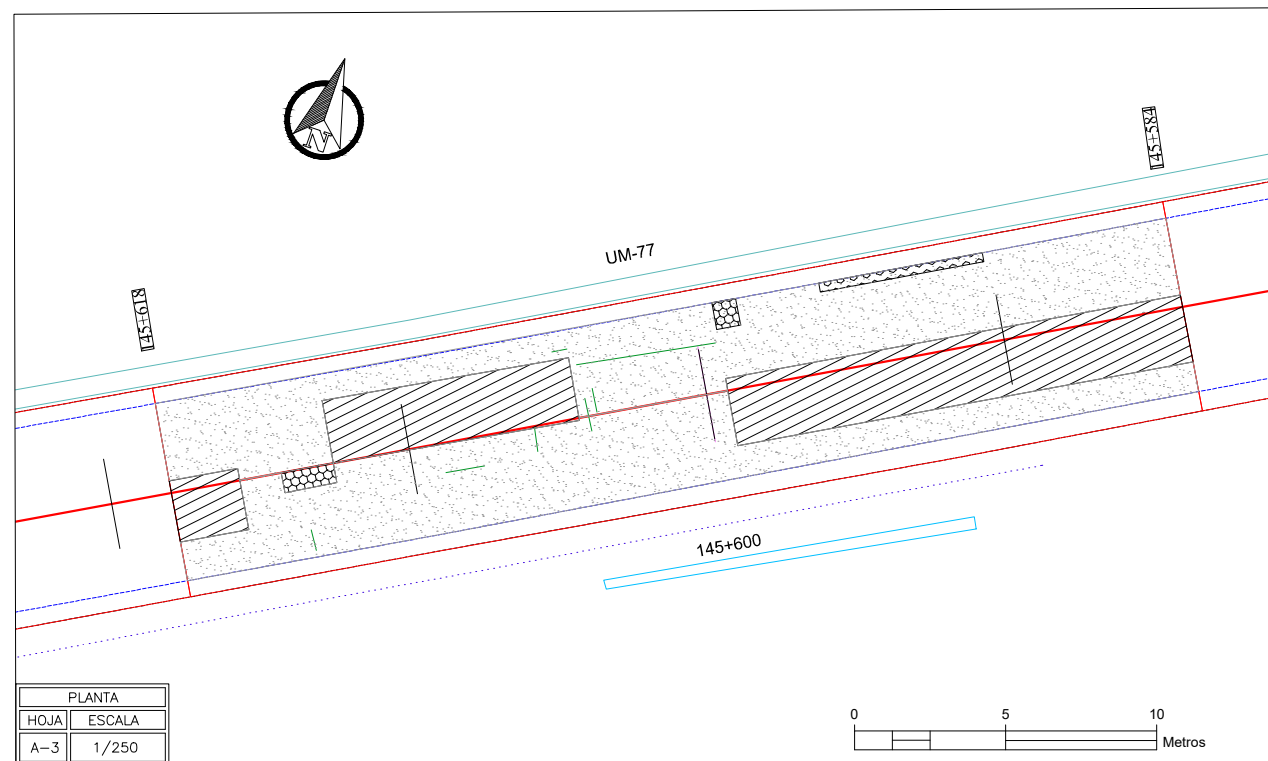 N
145+584
UM-77
145+618
145+600
PLANTA
HOJA ESCALA
A-3 1/250
0 5 10
Metros